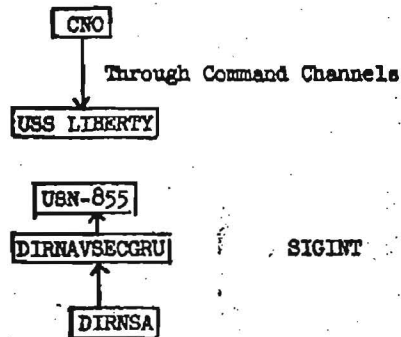 CNO
Through Command Channels
USS LIBERTY
USN-855
DIRNAVSECGRU SIGINT
DIRNSA